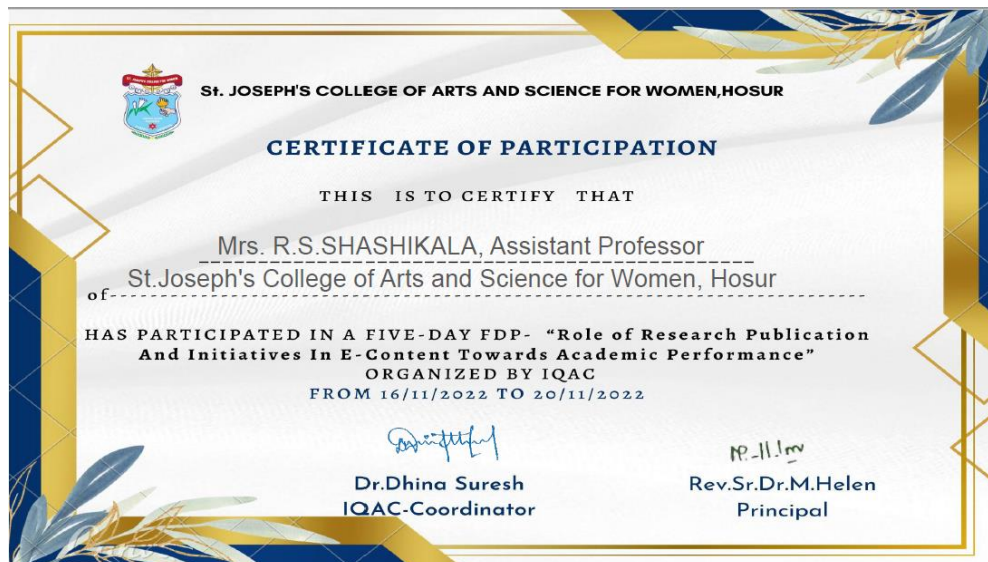 St. JOSEPH'S COLLEGE OF ARTS AND SCIENCE FOR WOMEN,HOSUR
CERTIFICATE OF PARTICIPATION
THIS IS TO CERTIFY THAT
Mrs. R.S.SHASHIKALA, Assistant Professor
St.Joseph's College of Arts and Science for Women, Hosur
of
HAS PARTICIPATED IN A FIVE-DAY FDP- “Role of Research Publication
And Initiatives In E-Content Towards Academic Performance”
ORGANIZED BY IQAC
FROM 16/11/2022 TO 20/11/2022
Dr.Dhina Suresh
IQAC-Coordinator
Rev.Sr.Dr.M.Helen
Principal